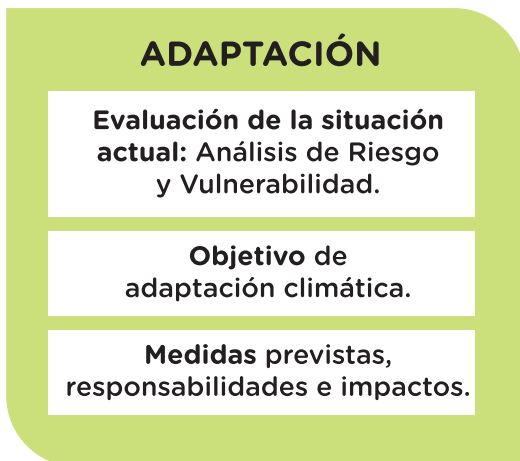 ADAPTACIÓN
Evaluación de la situación
actual: Análisis de Riesgo
y Vulnerabilidad.
Objetivo de
adaptación climática.
Medidas previstas,
responsabilidades e impactos.